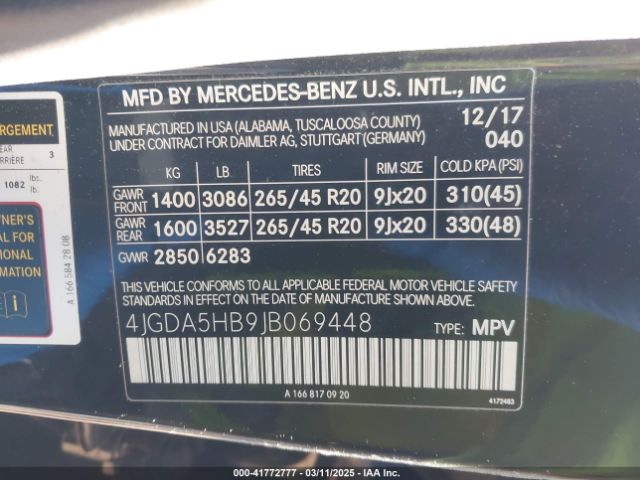 MFD BY MERCEDES-BENZ U.S. INTL., INC
MANUFACTURED IN USA (ALABAMA, TUSCALOOSA COUNTY) 12/17
UNDER CONTRACT FOR DAIMLER AG, STUTTGART (GERMANY) 040
KG LB TIRES RIM SIZE COLD KPA (PSI)
GAWR FRONT 1400 3086 265/45 R20 9Jx20 310(45)
GAWR REAR 1600 3527 265/45 R20 9Jx20 330(48)
GVWR 2850 6283
THIS VEHICLE CONFORMS TO ALL APPLICABLE FEDERAL MOTOR VEHICLE SAFETY
STANDARDS IN EFFECT ON THE DATE OF MANUFACTURE SHOWN ABOVE.
4JGDA5HB9JB069448 TYPE: MPV
A 166 817 09 20
4172483
3
1082 lbs.
lb.
FOR
A 166 584 28 08
000-41772777 - 03/11/2025 - IAA Inc.